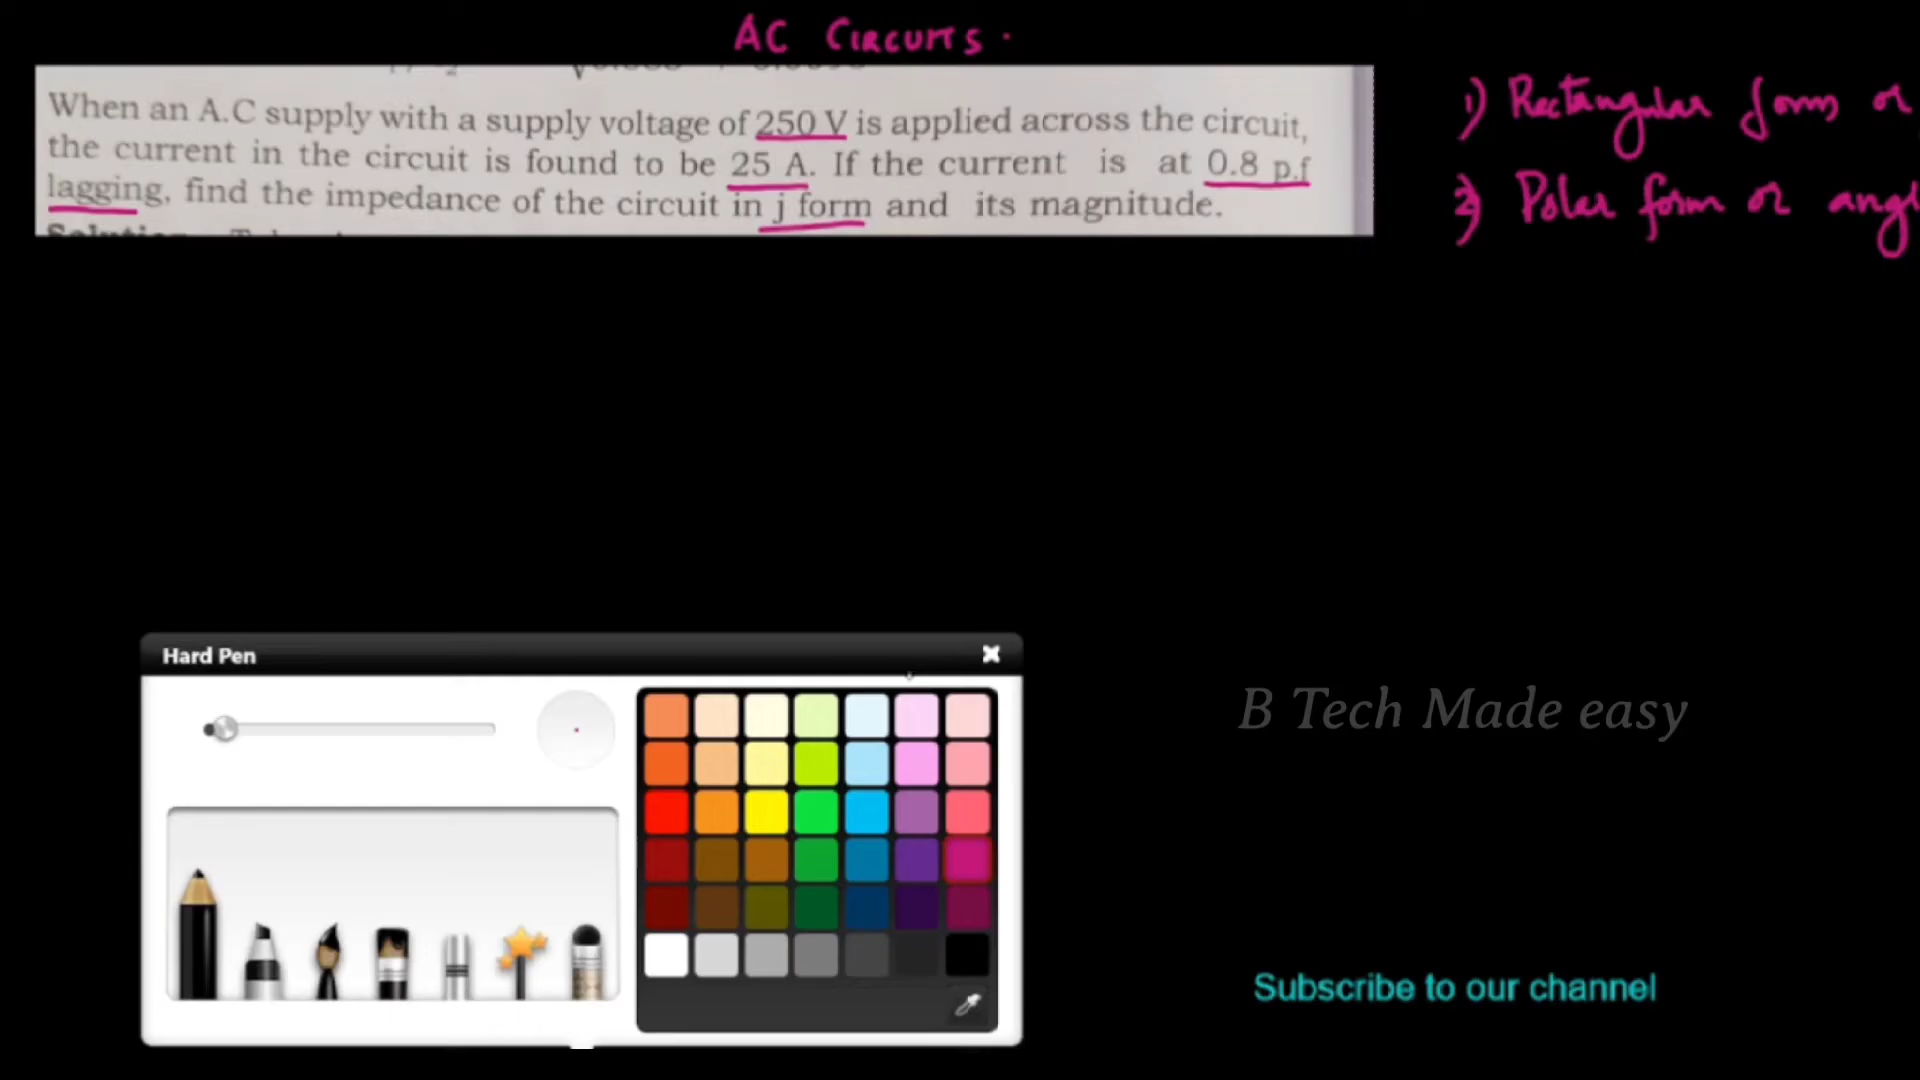 AC CIRCUITS.
When an A.C supply with a supply voltage of 250 V is applied across the circuit,
the current in the circuit is found to be 25 A. If the current is at 0.8 p.f
lagging, find the impedance of the circuit in j form and its magnitude.
1) Rectangular form or
2) Polar form or angl
Hard Pen
B Tech Made easy
Subscribe to our channel